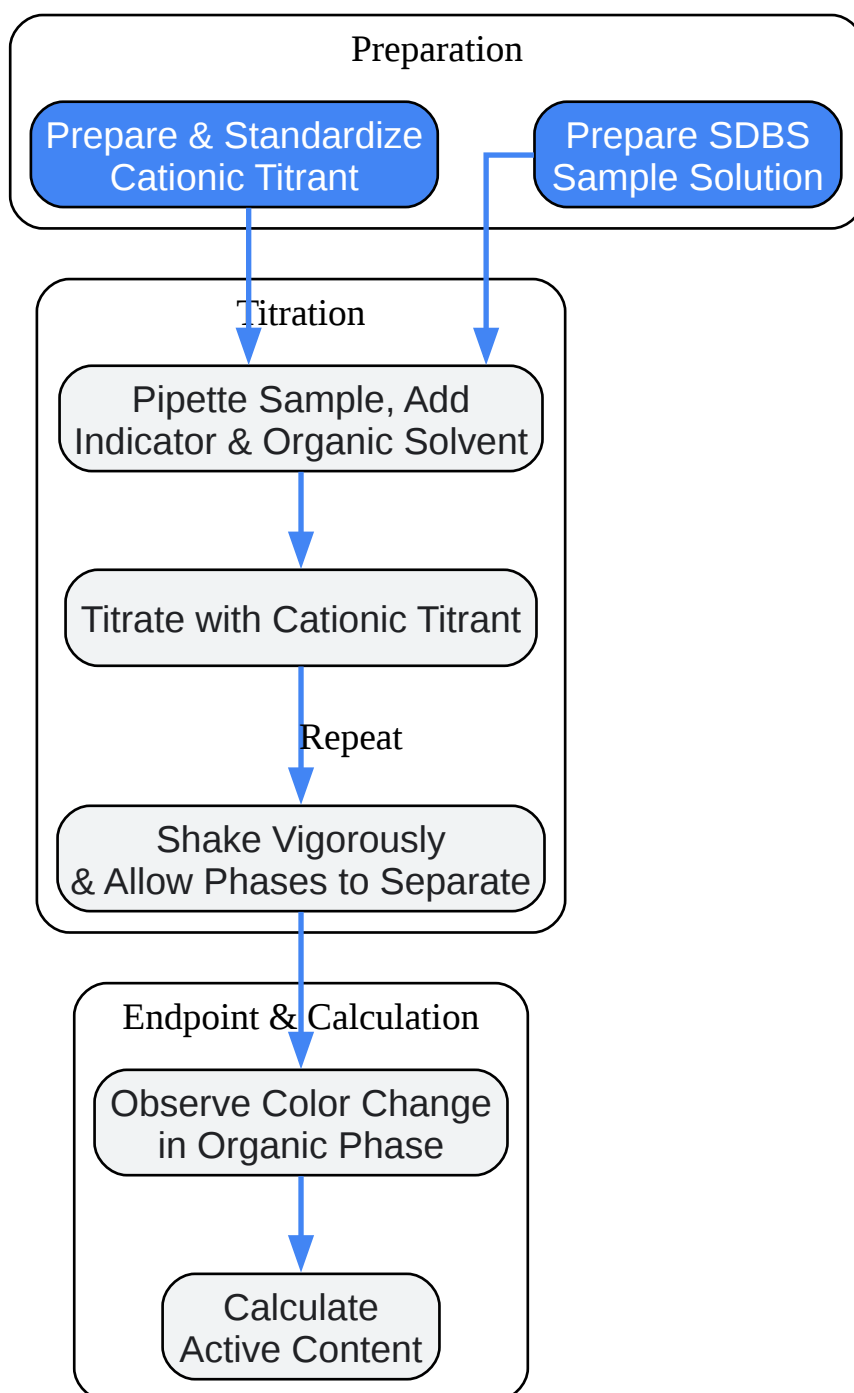 Preparation
Prepare & Standardize
Cationic Titrant
Prepare SDBS
Sample Solution
Titration
Pipette Sample, Add
Indicator & Organic Solvent
Titrate with Cationic Titrant
Repeat
Shake Vigorously
& Allow Phases to Separate
Endpoint & Calculation
Observe Color Change
in Organic Phase
Calculate
Active Content